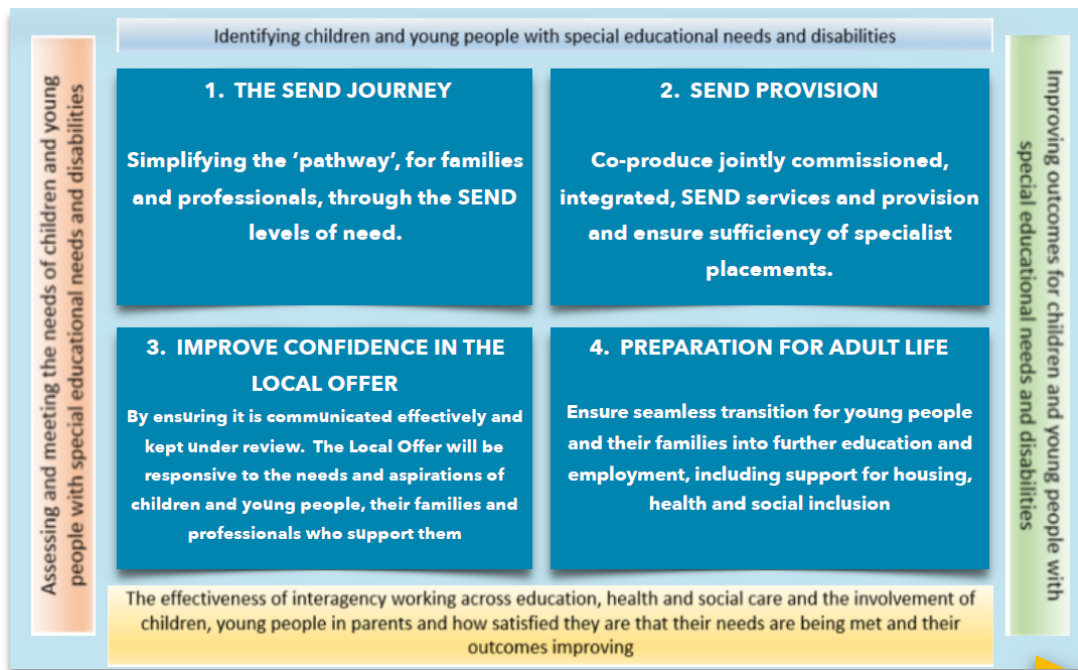 Identifying children and young people with special educational needs and disabilities
Assessing and meeting the needs of children and young
people with special educational needs and disabilities
1. THE SEND JOURNEY
Simplifying the ‘pathway’, for families
and professionals, through the SEND
levels of need.
2. SEND PROVISION
Co-produce jointly commissioned,
integrated, SEND services and provision
and ensure sufficiency of specialist
placements.
3. IMPROVE CONFIDENCE IN THE
LOCAL OFFER
By ensuring it is communicated effectively and
kept under review. The Local Offer will be
responsive to the needs and aspirations of
children and young people, their families and
professionals who support them
4. PREPARATION FOR ADULT LIFE
Ensure seamless transition for young people
and their families into further education and
employment, including support for housing,
health and social inclusion
Improving outcomes for children and young people with
special educational needs and disabilities
The effectiveness of interagency working across education, health and social care and the involvement of
children, young people in parents and how satisfied they are that their needs are being met and their
outcomes improving